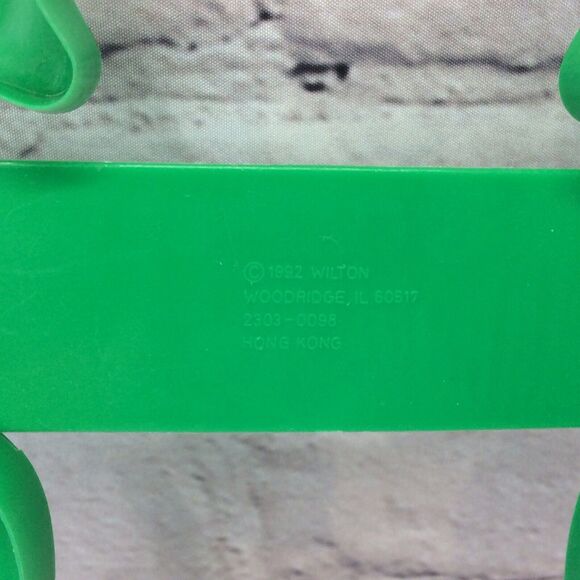 © 1992 WILTON
WOODRIDGE, IL 60517
2303-0098
HONG KONG